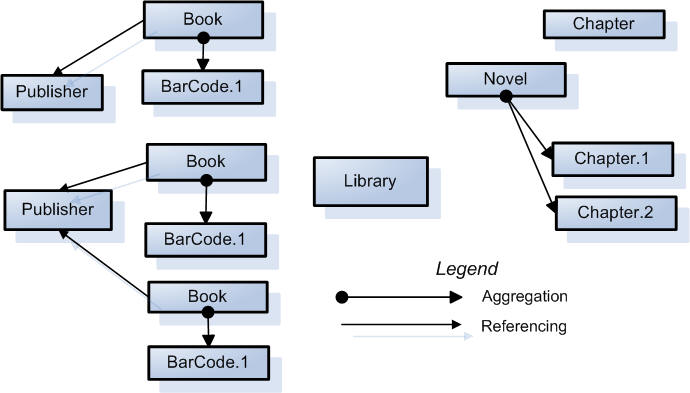 Book
Chapter
Publisher
BarCode.1
Novel
Book
Chapter.1
Library
Publisher
Chapter.2
BarCode.1
Legend
Book
Aggregation
Referencing
BarCode.1